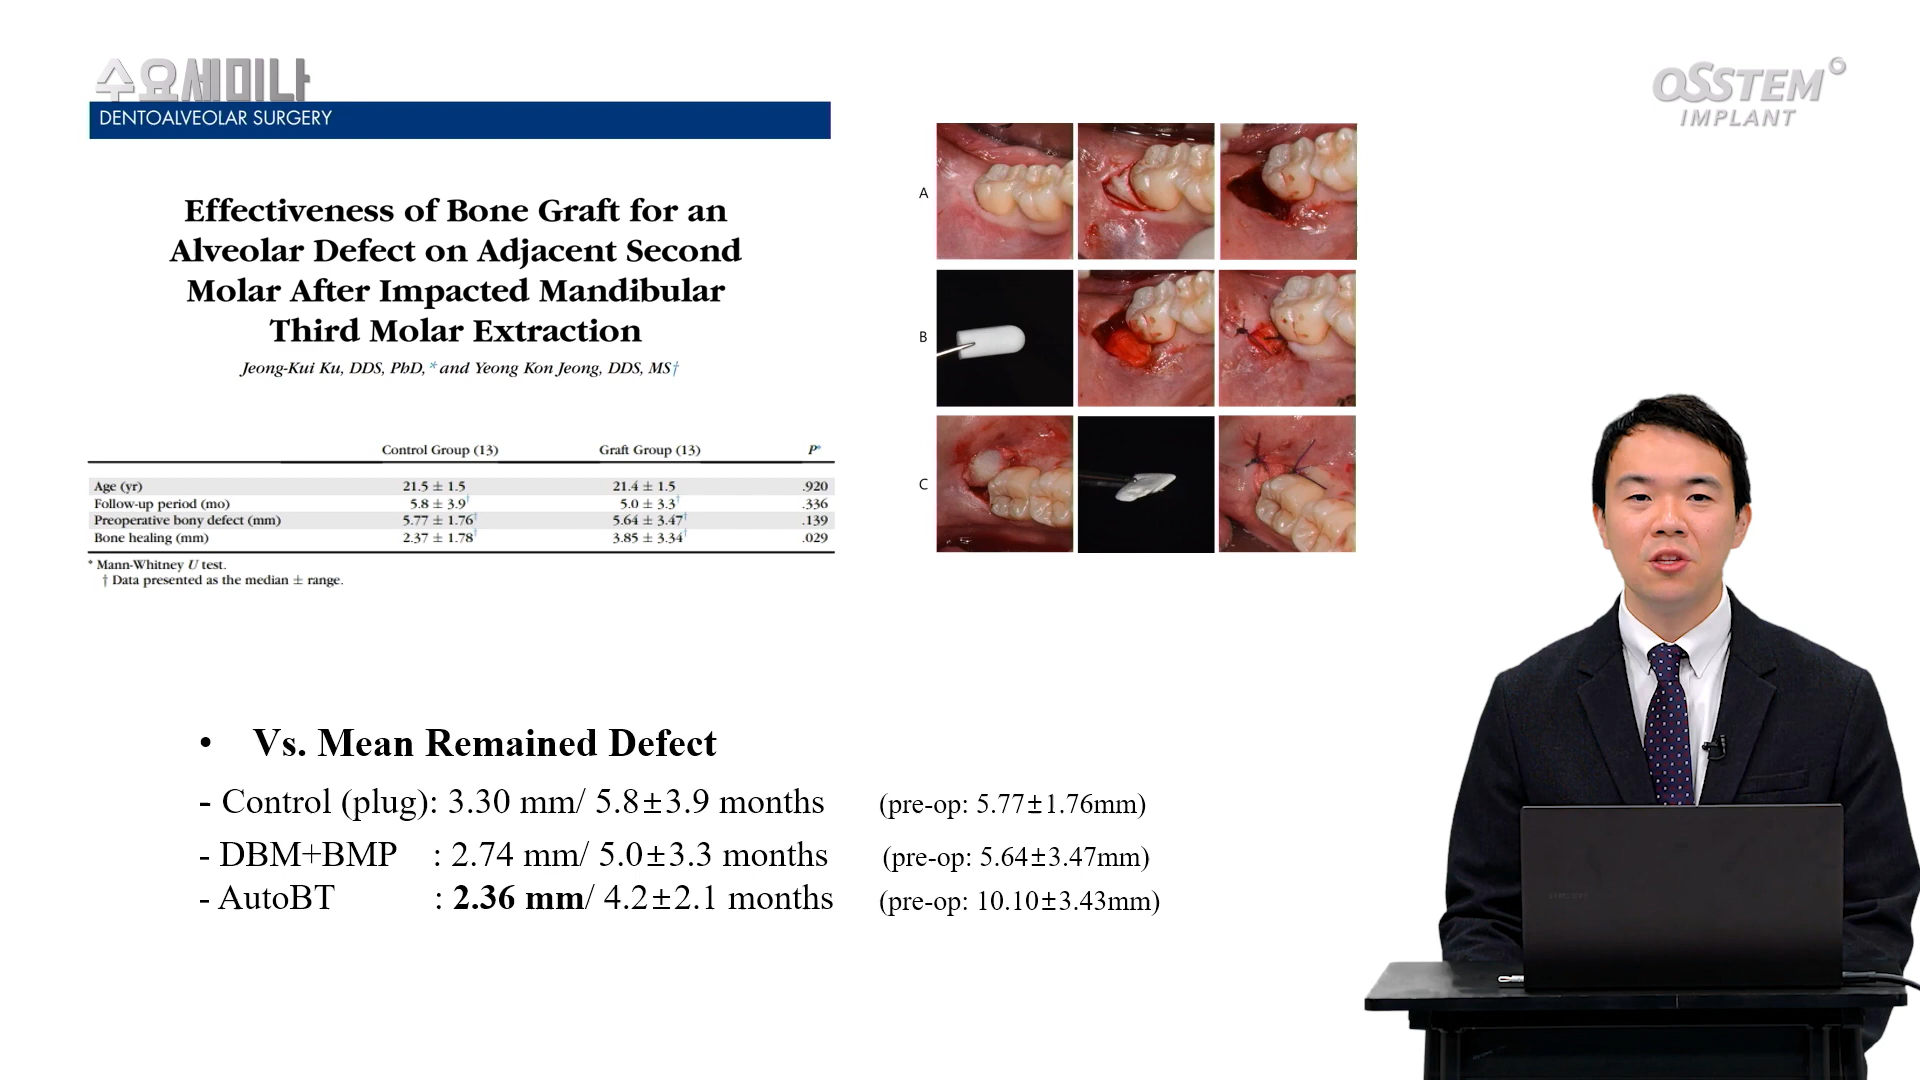 수요세미나
DENTOALVEOLAR SURGERY
OSSTEM
IMPLANT
Effectiveness of Bone Graft for an
Alveolar Defect on Adjacent Second
Molar After Impacted Mandibular
Third Molar Extraction
Jeong-Kui Ku, DDS, PhD,* and Yeong Kon Jeong, DDS, MS†
Control Group (13) Graft Group (13) P*
Age (yr) 21.5 ± 1.5 21.4 ± 1.5 .920
Follow-up period (mo) 5.8 ± 3.9† 5.0 ± 3.3† .336
Preoperative bony defect (mm) 5.77 ± 1.76† 5.64 ± 3.47† .139
Bone healing (mm) 2.37 ± 1.78† 3.85 ± 3.34† .029
* Mann-Whitney U test.
† Data presented as the median ± range.
A
B
C
• Vs. Mean Remained Defect
- Control (plug): 3.30 mm/ 5.8±3.9 months (pre-op: 5.77±1.76mm)
- DBM+BMP : 2.74 mm/ 5.0±3.3 months (pre-op: 5.64±3.47mm)
- AutoBT : 2.36 mm/ 4.2±2.1 months (pre-op: 10.10±3.43mm)